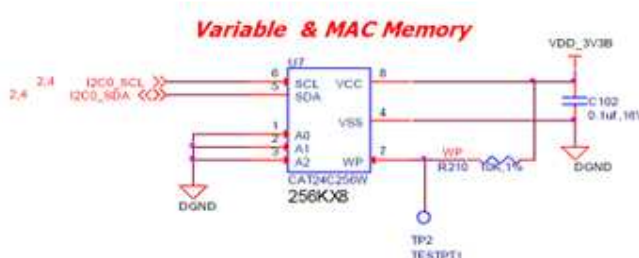 Variable & MAC Memory
VDD_3V3B
U7
2,4 I2C0_SCL 6 SCL VCC 8
2,4 I2C0_SDA 5 SDA
C102
0.1uf,16V
VSS 4
1 A0
2 A1
3 A2 WP 7 WP
R210 10K,1%
CAT24C256W
256KX8
DGND
DGND
TP2
TESTPT1